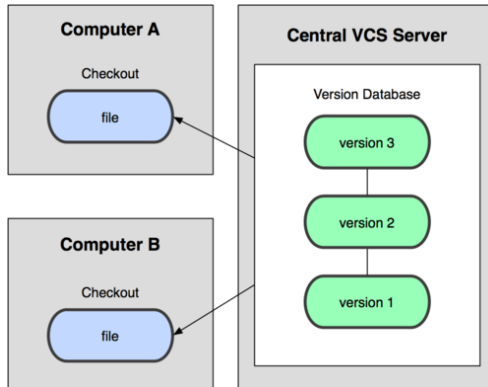 Computer A
Checkout
file
Computer B
Checkout
file
Central VCS Server
Version Database
version 3
version 2
version 1